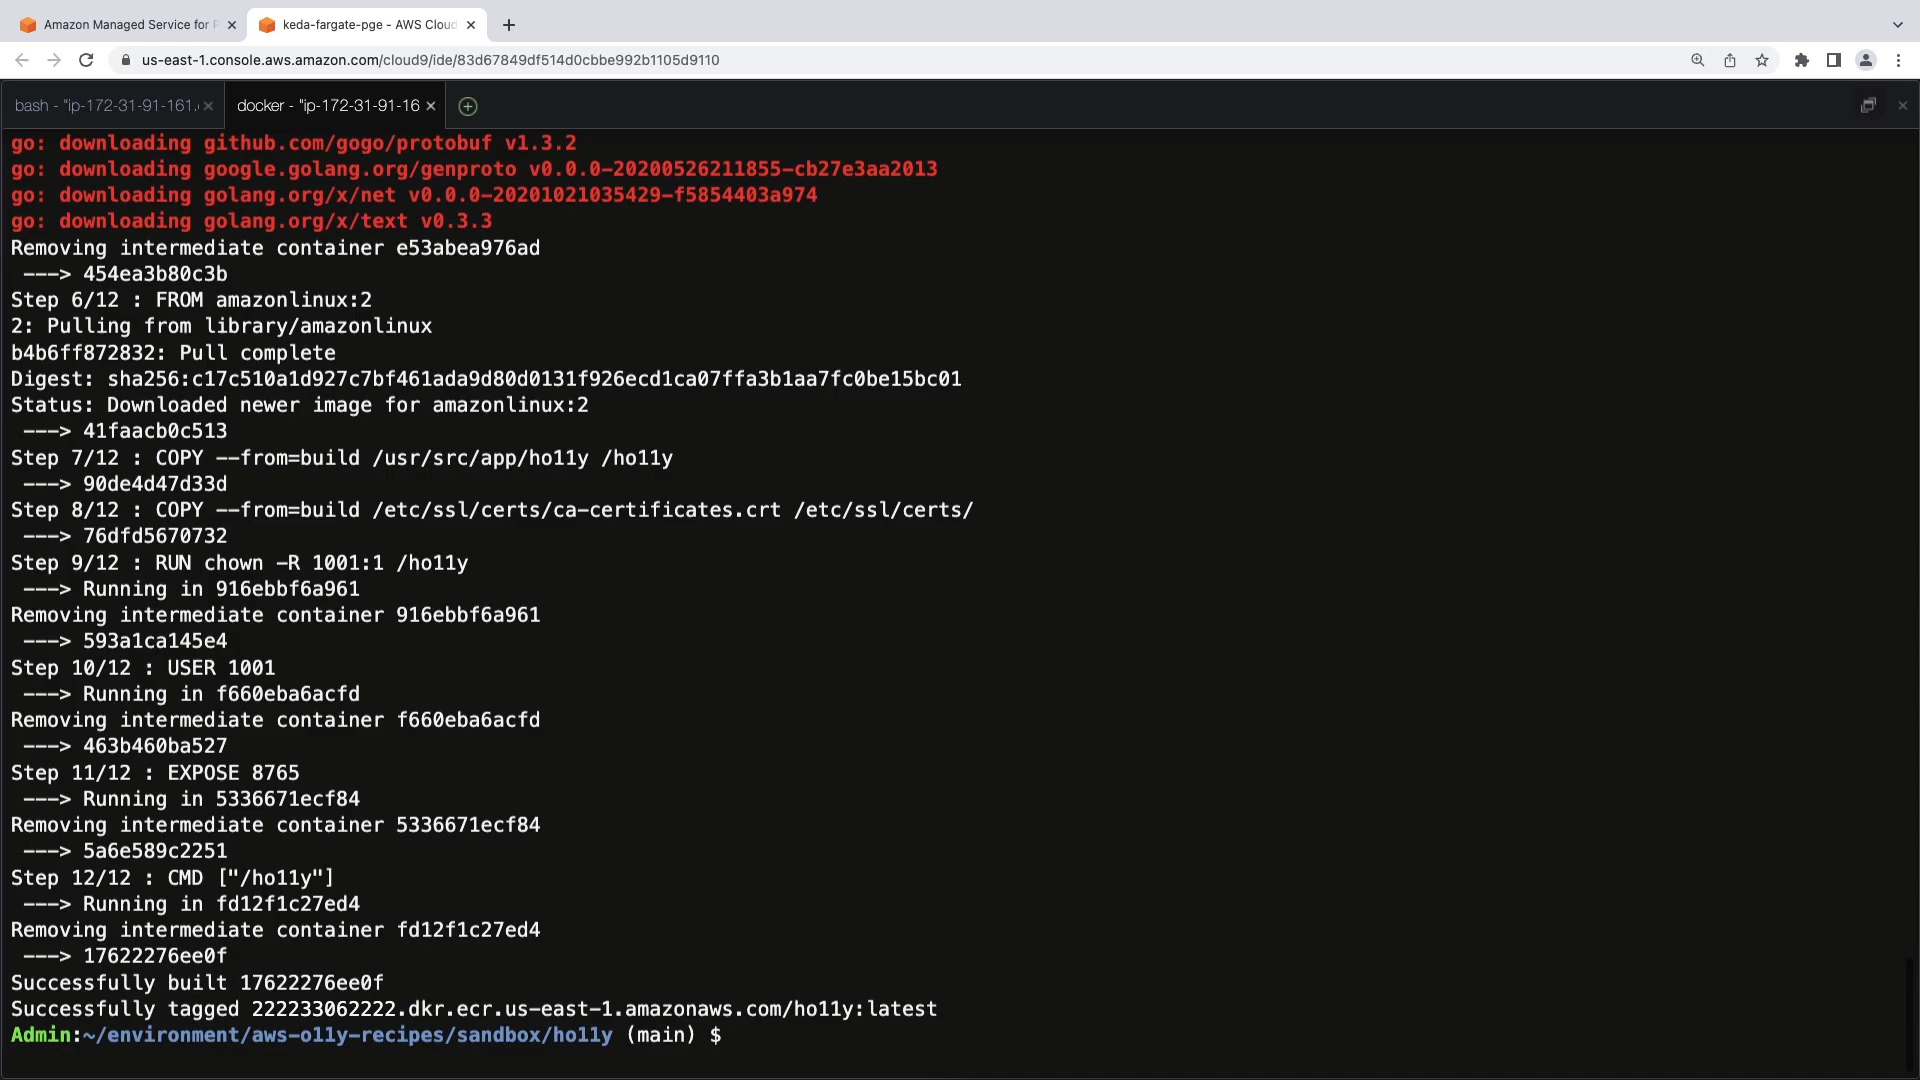 Amazon Managed Service for P
keda-fargate-pge - AWS Cloud
us-east-1.console.aws.amazon.com/cloud9/ide/83d67849df514d0cbbe992b1105d9110
bash - "ip-172-31-91-161.
docker - "ip-172-31-91-16
go: downloading github.com/gogo/protobuf v1.3.2
go: downloading google.golang.org/genproto v0.0.0-20200526211855-cb27e3aa2013
go: downloading golang.org/x/net v0.0.0-20201021035429-f5854403a974
go: downloading golang.org/x/text v0.3.3
Removing intermediate container e53abea976ad
---> 454ea3b80c3b
Step 6/12 : FROM amazonlinux:2
2: Pulling from library/amazonlinux
b4b6ff872832: Pull complete
Digest: sha256:c17c510a1d927c7bf461ada9d80d0131f926ecd1ca07ffa3b1aa7fc0be15bc01
Status: Downloaded newer image for amazonlinux:2
---> 41faacb0c513
Step 7/12 : COPY --from=build /usr/src/app/ho11y /ho11y
---> 90de4d47d33d
Step 8/12 : COPY --from=build /etc/ssl/certs/ca-certificates.crt /etc/ssl/certs/
---> 76dfd5670732
Step 9/12 : RUN chown -R 1001:1 /ho11y
---> Running in 916ebbf6a961
Removing intermediate container 916ebbf6a961
---> 593a1ca145e4
Step 10/12 : USER 1001
---> Running in f660eba6acfd
Removing intermediate container f660eba6acfd
---> 463b460ba527
Step 11/12 : EXPOSE 8765
---> Running in 5336671ecf84
Removing intermediate container 5336671ecf84
---> 5a6e589c2251
Step 12/12 : CMD ["/ho11y"]
---> Running in fd12f1c27ed4
Removing intermediate container fd12f1c27ed4
---> 17622276ee0f
Successfully built 17622276ee0f
Successfully tagged 222233062222.dkr.ecr.us-east-1.amazonaws.com/ho11y:latest
Admin:~/environment/aws-o11y-recipes/sandbox/ho11y (main) $